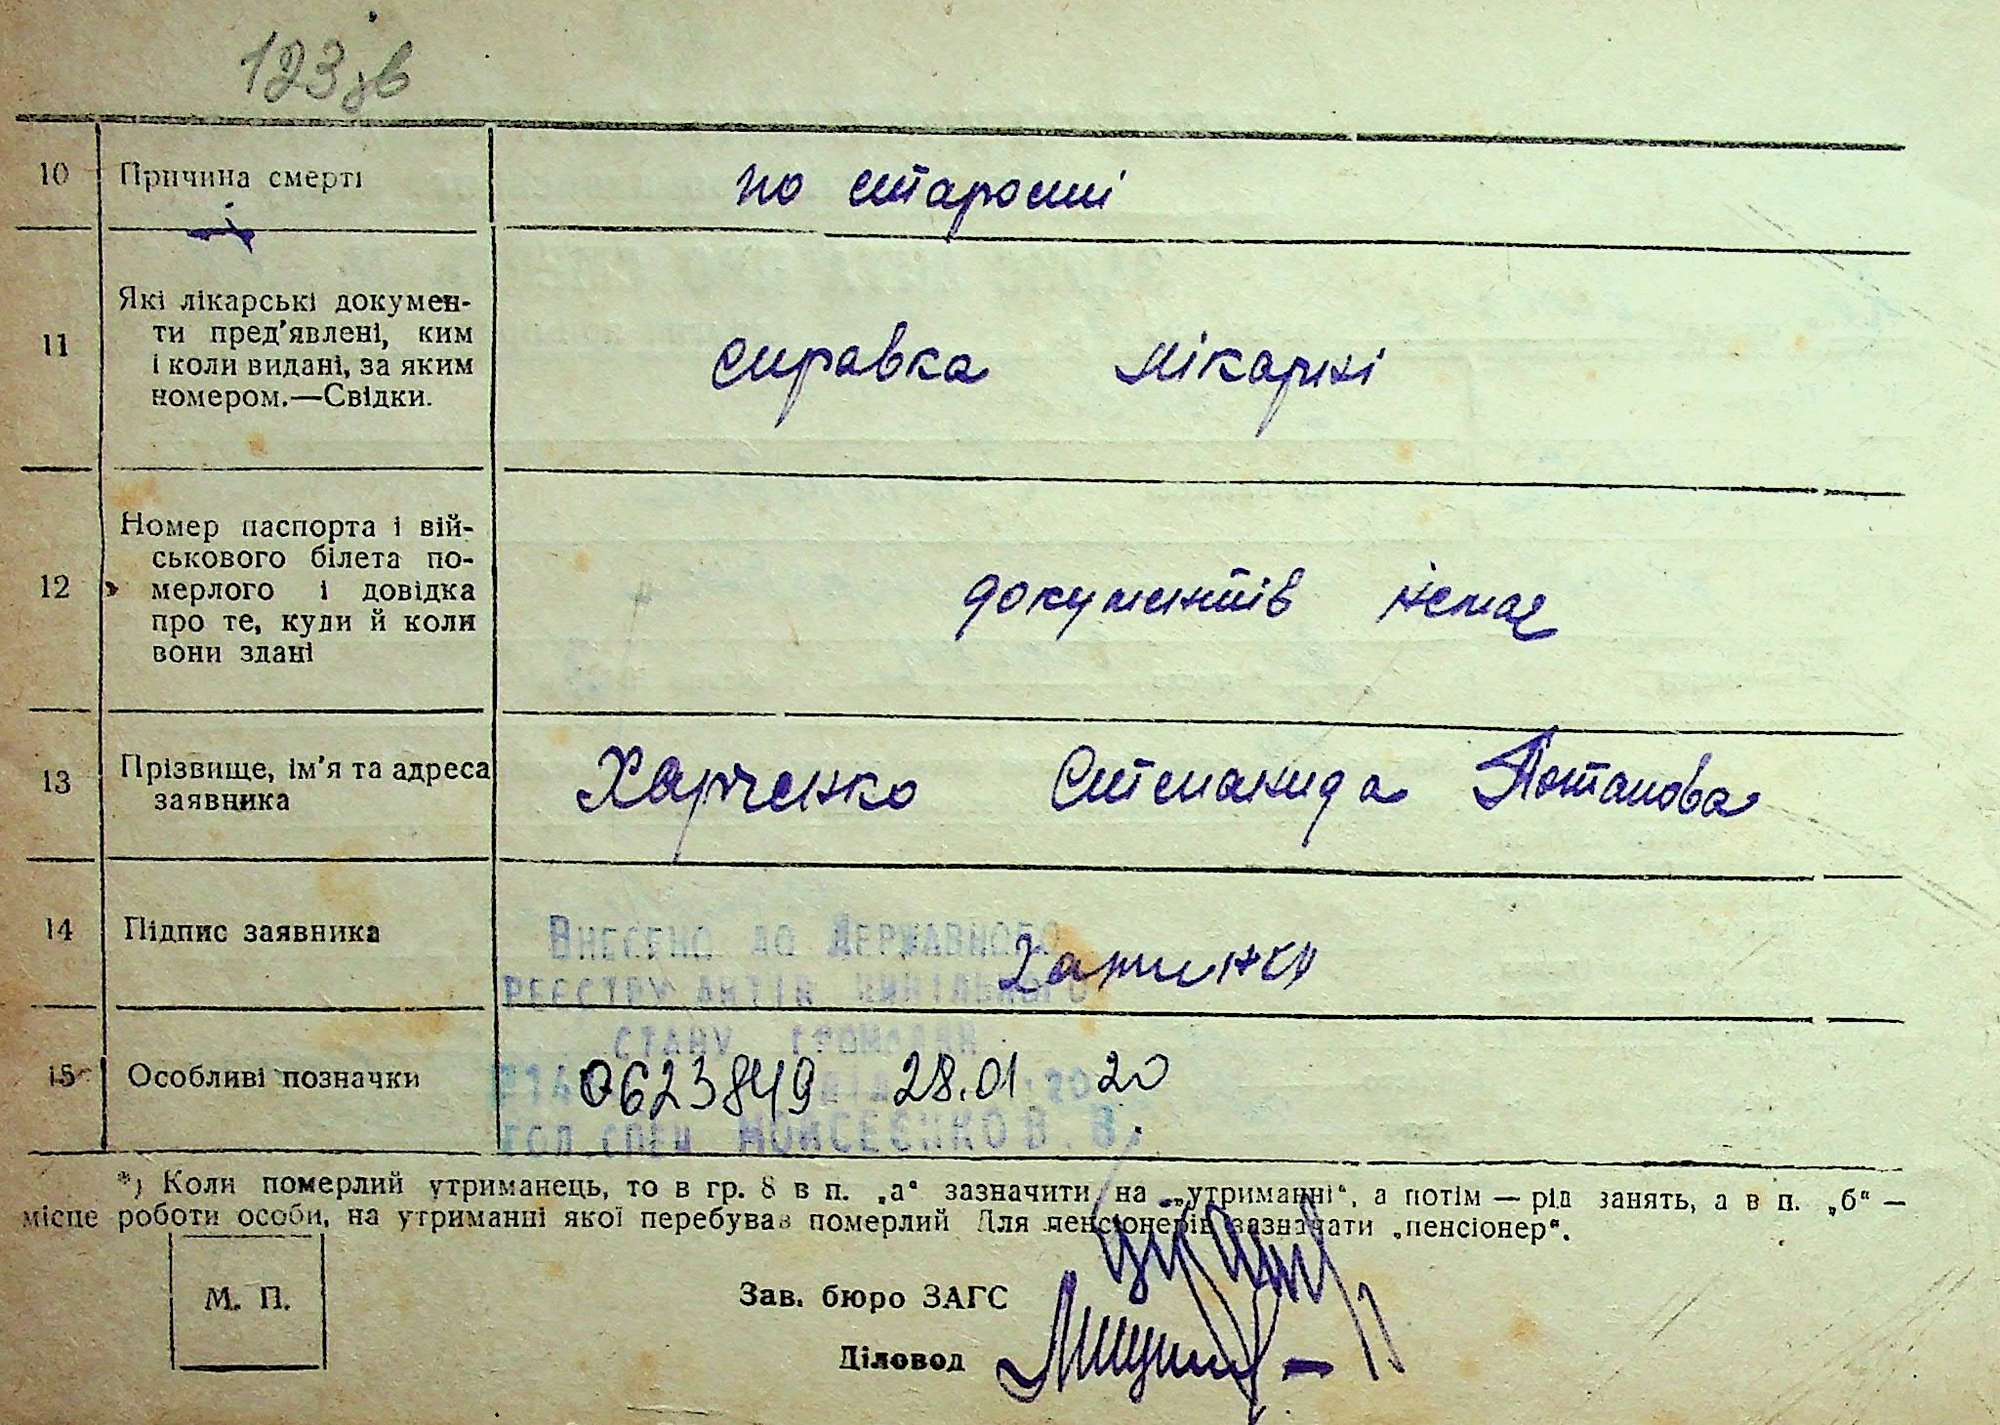 123зв
10 Причина смерті по старості
11 Які лікарські докумен-
ти пред'явлені, ким
і коли видані, за яким
номером.—Свідки.
справка лікарні
12 Номер паспорта і вій-
ськового білета по-
мерлого і довідка
про те, куди й коли
вони здані
документів немає
13 Прізвище, ім'я та адреса
заявника
Харченко Степанида Потапова
14 Підпис заявника
Внесено до Державного
реєстру актів цивільного
стану громадян
15 Особливі позначки 0623849 28.01 20
гол. спец Моисеєнко В. В.
*) Коли померлий утриманець, то в гр. 8 в п. „а“ зазначити на „утриманні“, а потім — рід занять, а в п. „б“ —
місце роботи особи, на утриманні якої перебував померлий Для пенсіонерів зазначати „пенсіонер“.
М. П.
Зав. бюро ЗАГС
Діловод